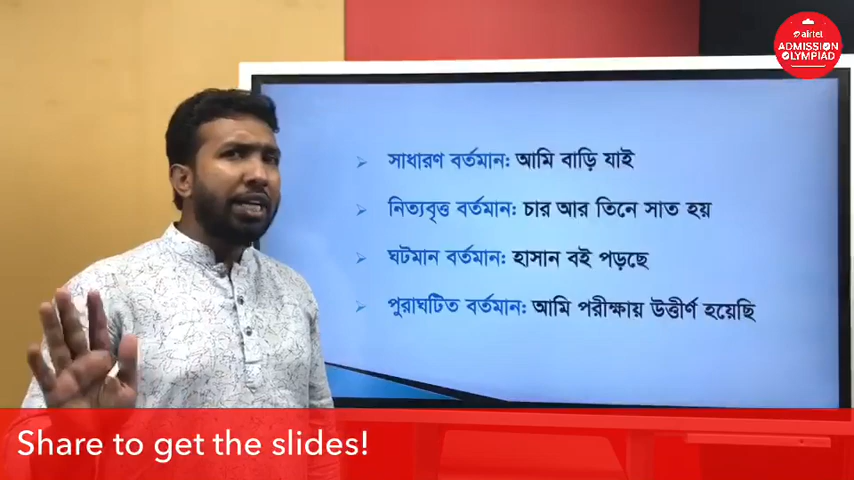 airtel
ADMISSION
OLYMPIAD
সাধারণ বর্তমান: আমি বাড়ি যাই
নিত্যবৃত্ত বর্তমান: চার আর তিনে সাত হয়
ঘটমান বর্তমান: হাসান বই পড়ছে
পুরাঘটিত বর্তমান: আমি পরীক্ষায় উত্তীর্ণ হয়েছি
Share to get the slides!